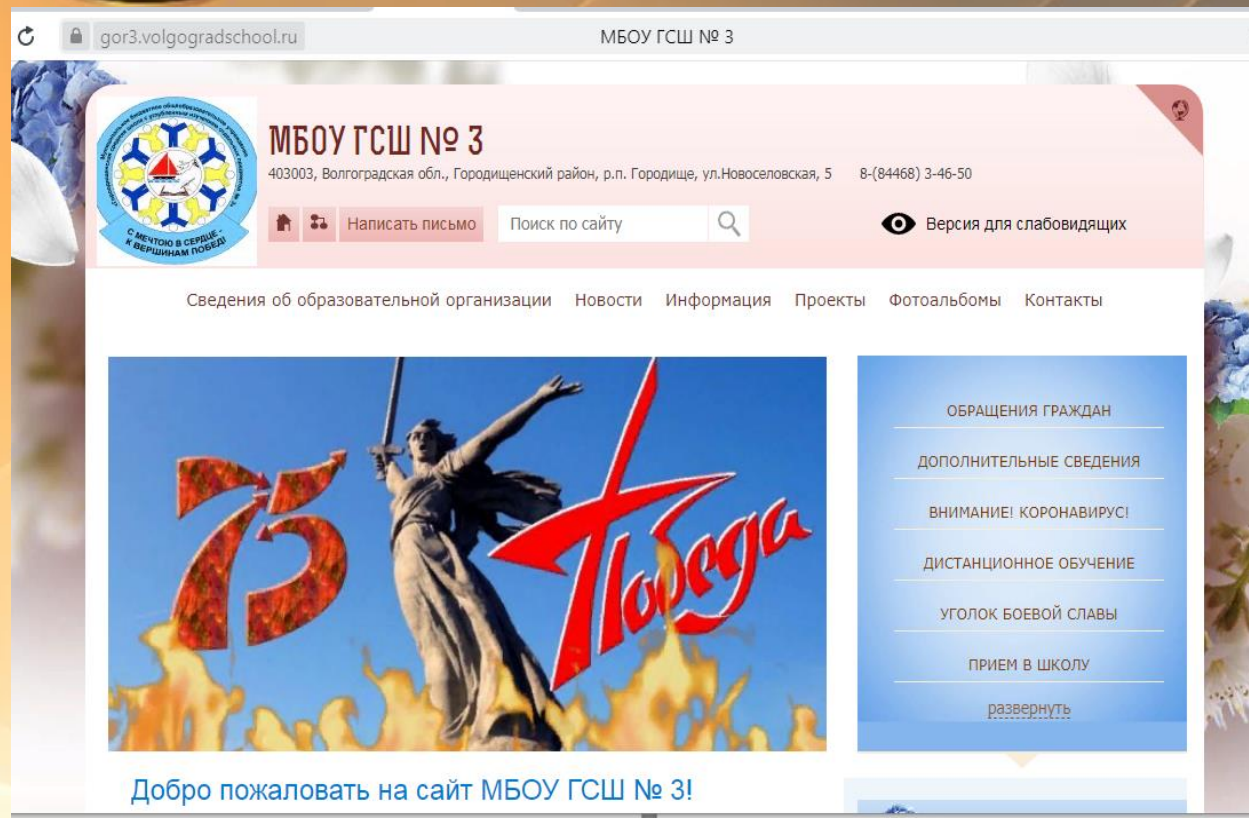 gor3.volgogradschool.ru
МБОУ ГСШ № 3
МБОУ ГСШ № 3
403003, Волгоградская обл., Городищенский район, р.п. Городище, ул.Новоселовская, 5 8-(84468) 3-46-50
Написать письмо
Поиск по сайту
Версия для слабовидящих
С МЕЧТОЮ В СЕРДЦЕ -
К ВЕРШИНАМ ПОБЕД!
Сведения об образовательной организации Новости Информация Проекты Фотоальбомы Контакты
75 Победа
ОБРАЩЕНИЯ ГРАЖДАН
ДОПОЛНИТЕЛЬНЫЕ СВЕДЕНИЯ
ВНИМАНИЕ! КОРОНАВИРУС!
ДИСТАНЦИОННОЕ ОБУЧЕНИЕ
УГОЛОК БОЕВОЙ СЛАВЫ
ПРИЕМ В ШКОЛУ
развернуть
Добро пожаловать на сайт МБОУ ГСШ № 3!